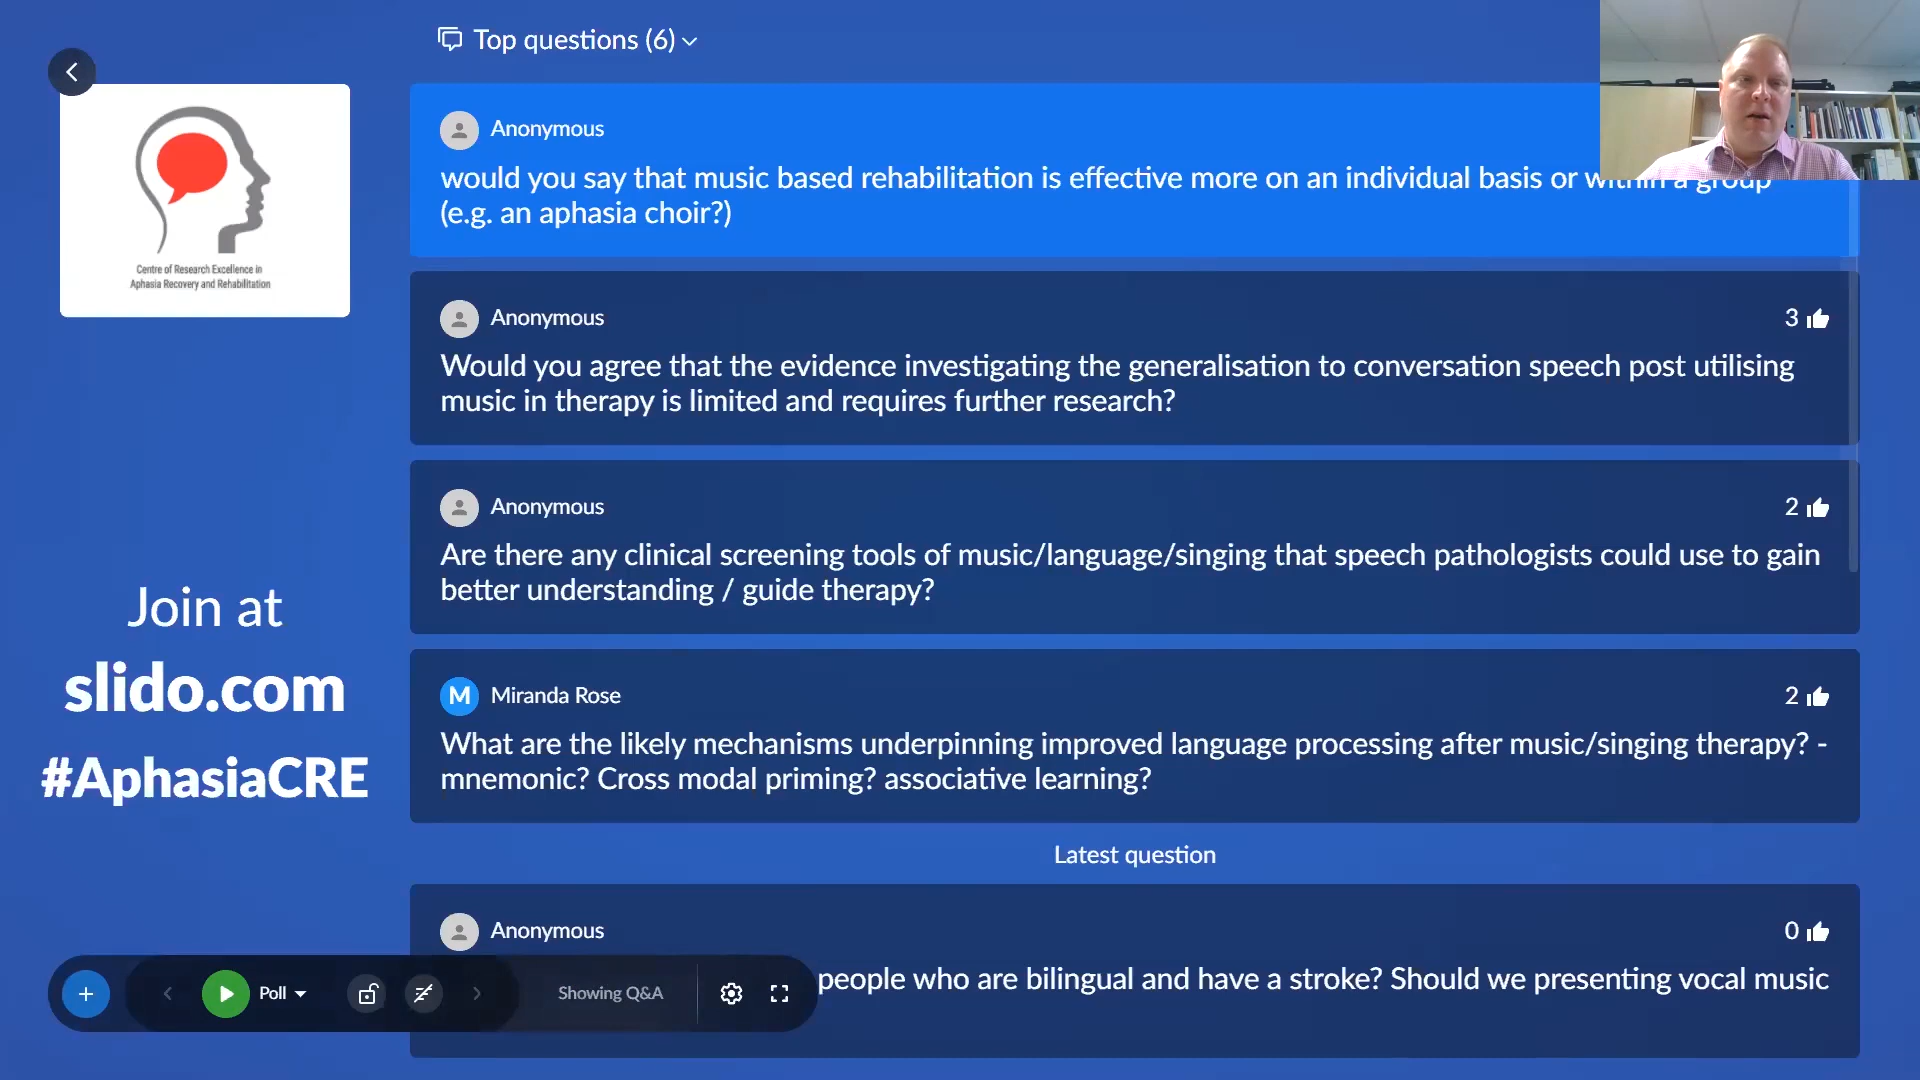 Top questions (6)
Anonymous
would you say that music based rehabilitation is effective more on an individual basis or within a group
(e.g. an aphasia choir?)
Centre of Research Excellence in
Aphasia Recovery and Rehabilitation
Anonymous
3
Would you agree that the evidence investigating the generalisation to conversation speech post utilising
music in therapy is limited and requires further research?
Anonymous
2
Are there any clinical screening tools of music/language/singing that speech pathologists could use to gain
better understanding / guide therapy?
Join at
slido.com
#AphasiaCRE
M
Miranda Rose
2
What are the likely mechanisms underpinning improved language processing after music/singing therapy? -
mnemonic? Cross modal priming? associative learning?
Latest question
Anonymous
0
people who are bilingual and have a stroke? Should we presenting vocal music
Poll
Showing Q&A